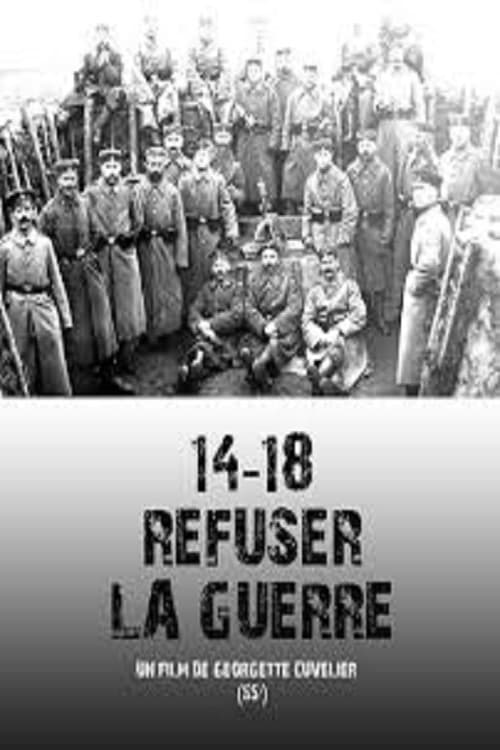 14-18
REFUSER
LA GUERRE
UN FILM DE GEORGETTE CUVELIER
(55')